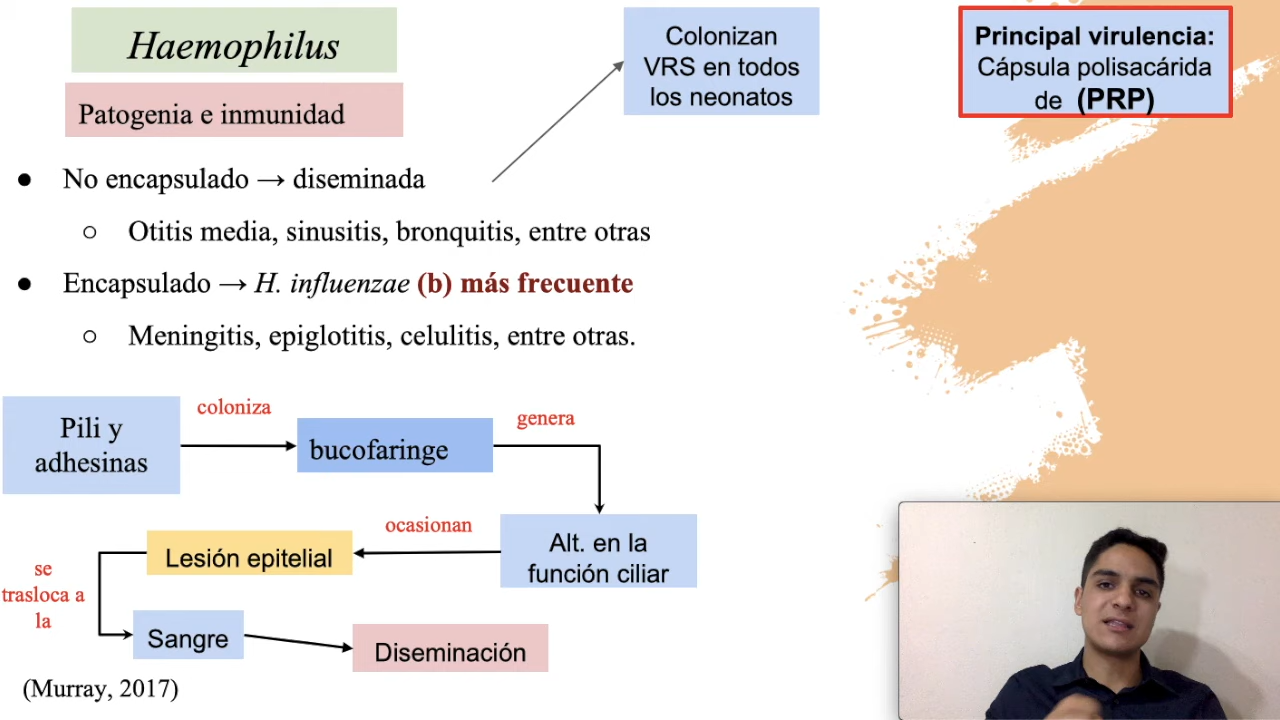 Haemophilus
Patogenia e inmunidad
Colonizan
VRS en todos
los neonatos
Principal virulencia:
Cápsula polisacárida
de (PRP)
● No encapsulado → diseminada
○ Otitis media, sinusitis, bronquitis, entre otras
● Encapsulado → H. influenzae (b) más frecuente
○ Meningitis, epiglotitis, celulitis, entre otras.
Pili y
adhesinas
coloniza
bucofaringe
genera
Alt. en la
función ciliar
ocasionan
Lesión epitelial
se
trasloca a
la
Sangre
Diseminación
(Murray, 2017)